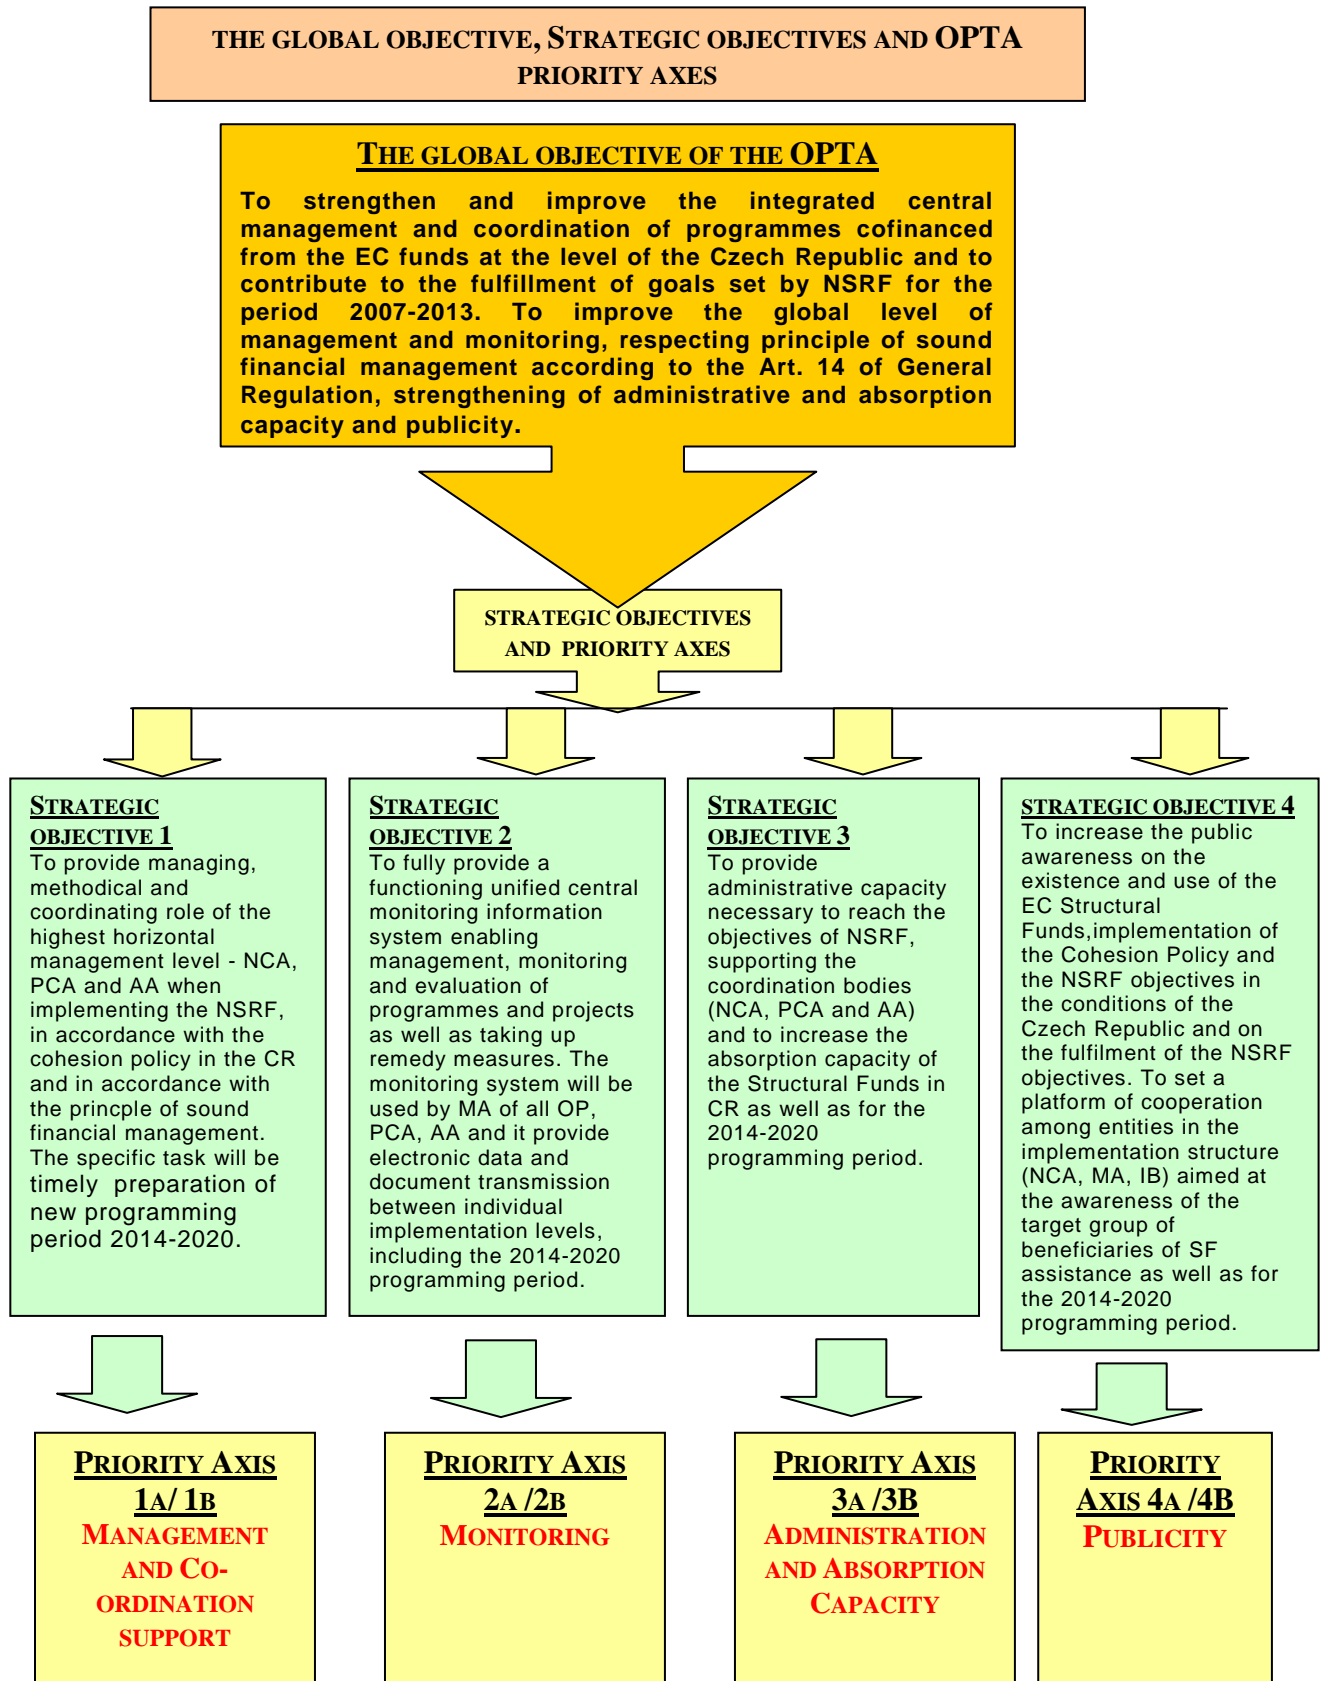 THE GLOBAL OBJECTIVE, STRATEGIC OBJECTIVES AND OPTA
PRIORITY AXES
THE GLOBAL OBJECTIVE OF THE OPTA
To strengthen and improve the integrated central
management and coordination of programmes cofinanced
from the EC funds at the level of the Czech Republic and to
contribute to the fulfillment of goals set by NSRF for the
period 2007-2013. To improve the global level of
management and monitoring, respecting principle of sound
financial management according to the Art. 14 of General
Regulation, strengthening of administrative and absorption
capacity and publicity.
STRATEGIC OBJECTIVES
AND PRIORITY AXES
STRATEGIC
OBJECTIVE 1
To provide managing,
methodical and
coordinating role of the
highest horizontal
management level - NCA,
PCA and AA when
implementing the NSRF,
in accordance with the
cohesion policy in the CR
and in accordance with
the princple of sound
financial management.
The specific task will be
timely preparation of
new programming
period 2014-2020.
STRATEGIC
OBJECTIVE 2
To fully provide a
functioning unified central
monitoring information
system enabling
management, monitoring
and evaluation of
programmes and projects
as well as taking up
remedy measures. The
monitoring system will be
used by MA of all OP,
PCA, AA and it provide
electronic data and
document transmission
between individual
implementation levels,
including the 2014-2020
programming period.
STRATEGIC
OBJECTIVE 3
To provide
administrative capacity
necessary to reach the
objectives of NSRF,
supporting the
coordination bodies
(NCA, PCA and AA)
and to increase the
absorption capacity of
the Structural Funds in
CR as well as for the
2014-2020
programming period.
STRATEGIC OBJECTIVE 4
To increase the public
awareness on the
existence and use of the
EC Structural
Funds,implementation of
the Cohesion Policy and
the NSRF objectives in
the conditions of the
Czech Republic and on
the fulfilment of the NSRF
objectives. To set a
platform of cooperation
among entities in the
implementation structure
(NCA, MA, IB) aimed at
the awareness of the
target group of
beneficiaries of SF
assistance as well as for
the 2014-2020
programming period.
PRIORITY AXIS
1A/ 1B
MANAGEMENT
AND CO-
ORDINATION
SUPPORT
PRIORITY AXIS
2A /2B
MONITORING
PRIORITY AXIS
3A /3B
ADMINISTRATION
AND ABSORPTION
CAPACITY
PRIORITY
AXIS 4A /4B
PUBLICITY